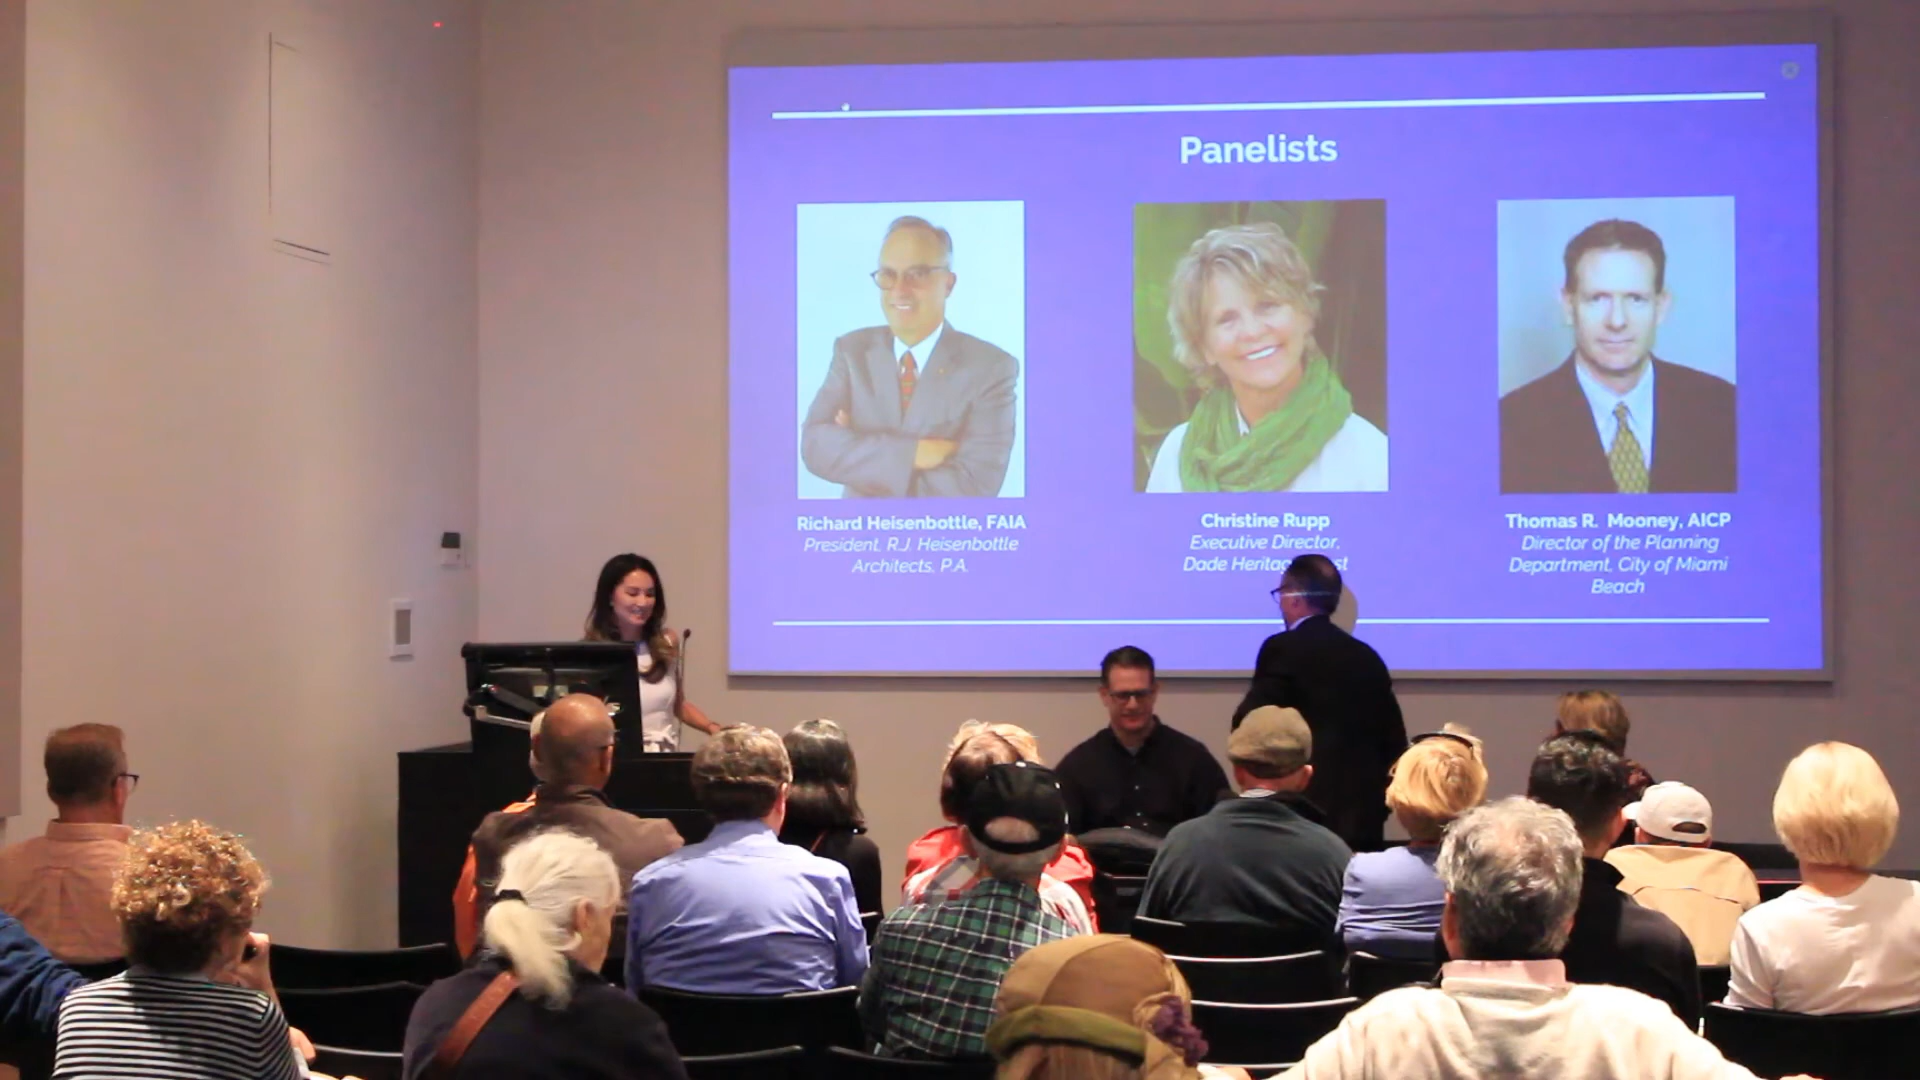 Panelists
Richard Heisenbottle, FAIA
President, R.J. Heisenbottle
Architects, P.A.
Christine Rupp
Executive Director,
Dade
Thomas R. Mooney, AICP
Director of the Planning
Department, City of Miami
Beach